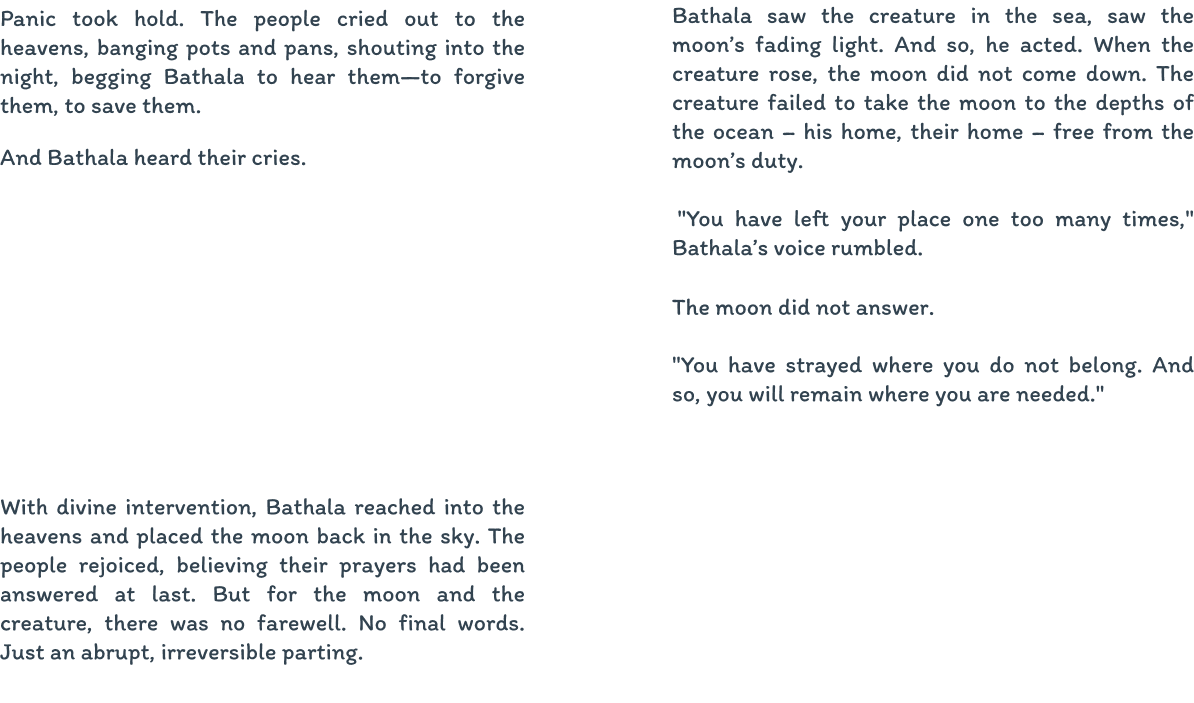 Panic took hold. The people cried out to the
heavens, banging pots and pans, shouting into the
night, begging Bathala to hear them—to forgive
them, to save them.
And Bathala heard their cries.
Bathala saw the creature in the sea, saw the
moon’s fading light. And so, he acted. When the
creature rose, the moon did not come down. The
creature failed to take the moon to the depths of
the ocean – his home, their home – free from the
moon’s duty.
"You have left your place one too many times,"
Bathala’s voice rumbled.
The moon did not answer.
"You have strayed where you do not belong. And
so, you will remain where you are needed."
With divine intervention, Bathala reached into the
heavens and placed the moon back in the sky. The
people rejoiced, believing their prayers had been
answered at last. But for the moon and the
creature, there was no farewell. No final words.
Just an abrupt, irreversible parting.